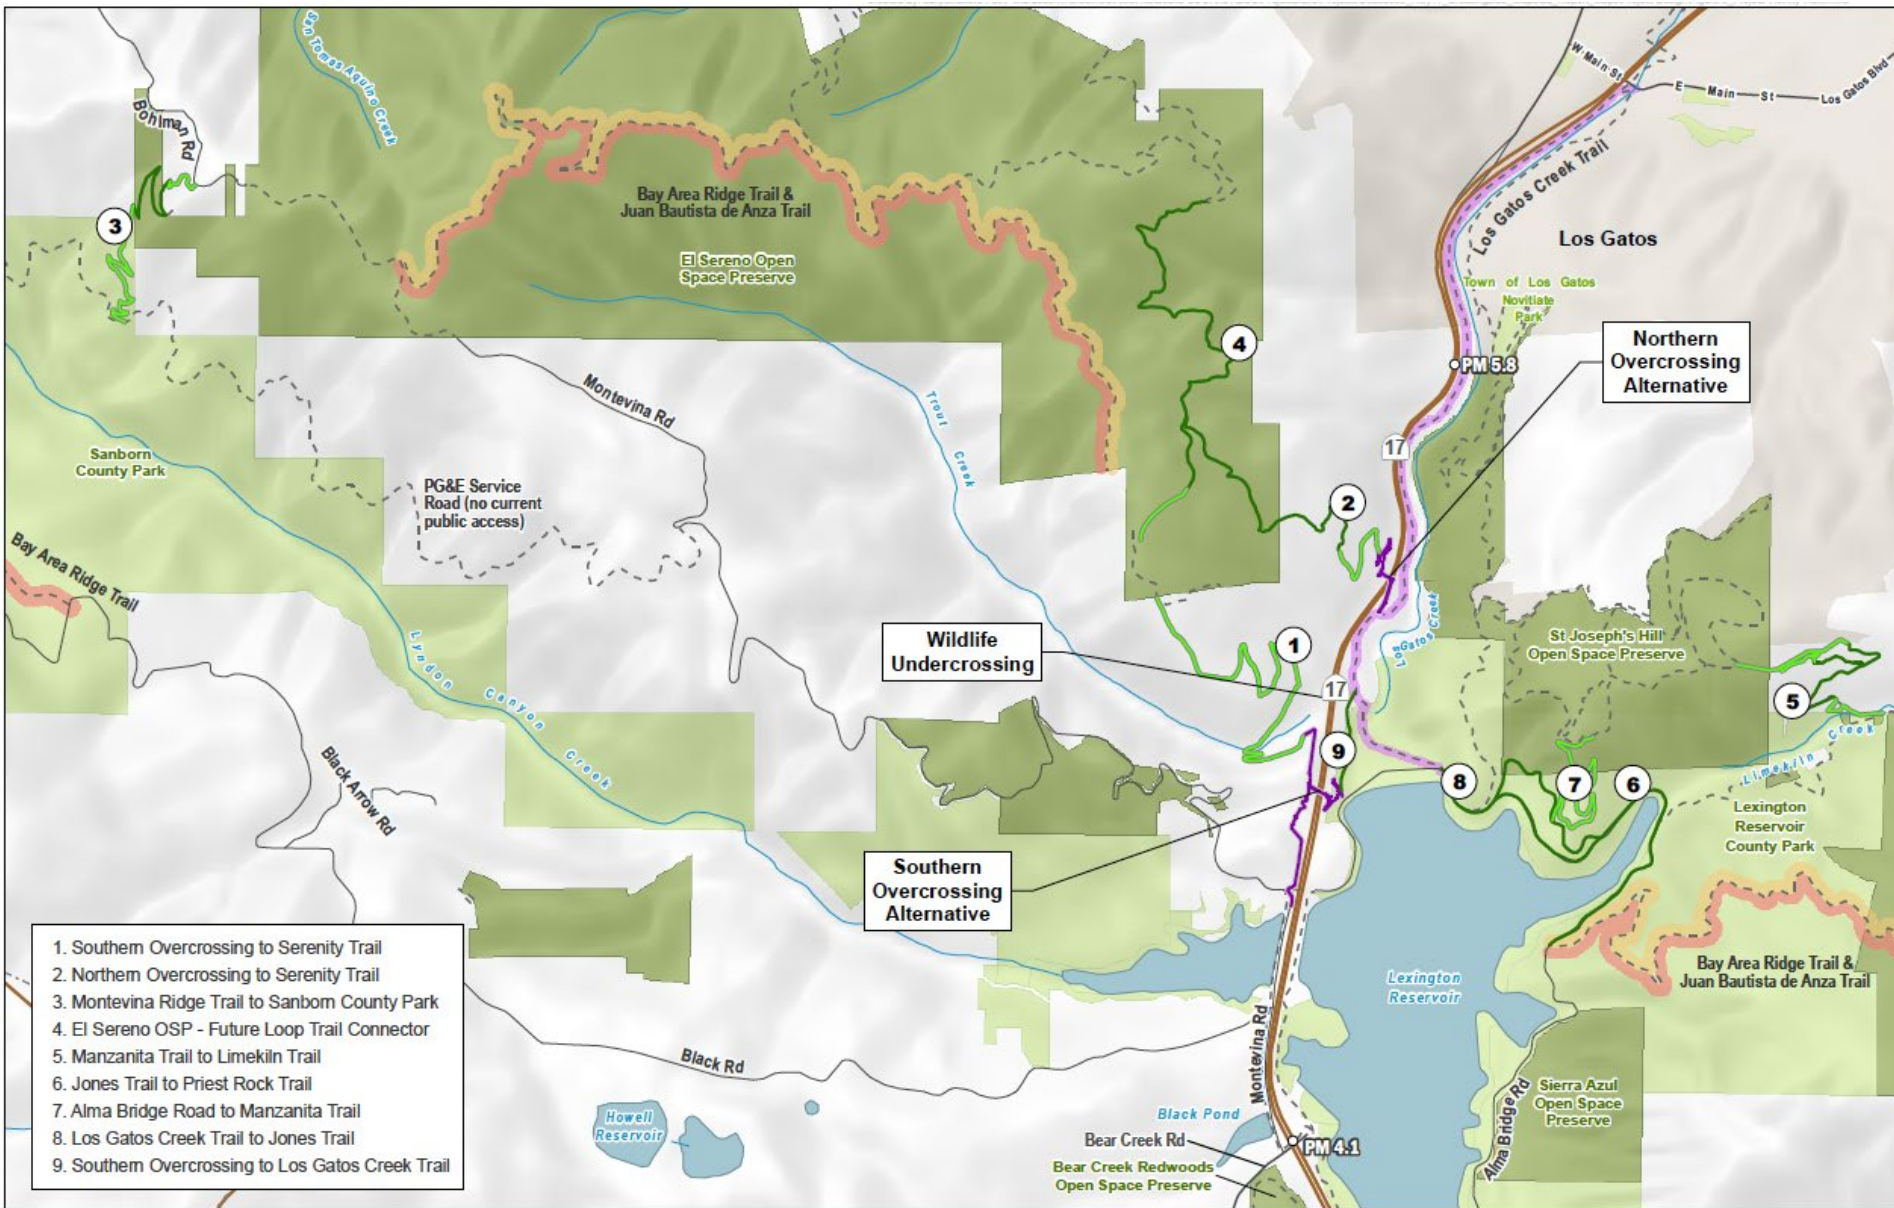 San Tomas Aquino Creek
Bohlman Rd
W Main St
E Main St
Los Gatos Blvd
Los Gatos Creek Trail
Bay Area Ridge Trail &
Juan Bautista de Anza Trail
El Sereno Open
Space Preserve
3
Los Gatos
Town of Los Gatos
Novitiate
Park
4
Northern
Overcrossing
Alternative
PM 5.8
Montevina Rd
Trout Creek
17
Sanborn
County Park
PG&E Service
Road (no current
public access)
2
Bay Area Ridge Trail
Los Gatos Creek
Wildlife
Undercrossing
1
St Joseph's Hill
Open Space Preserve
Lyndon Canyon Creek
17
5
Limekiln Creek
9
8
7
6
Black Arrow Rd
Lexington
Reservoir
County Park
Southern
Overcrossing
Alternative
1. Southern Overcrossing to Serenity Trail
2. Northern Overcrossing to Serenity Trail
3. Montevina Ridge Trail to Sanborn County Park
4. El Sereno OSP - Future Loop Trail Connector
5. Manzanita Trail to Limekiln Trail
6. Jones Trail to Priest Rock Trail
7. Alma Bridge Road to Manzanita Trail
8. Los Gatos Creek Trail to Jones Trail
9. Southern Overcrossing to Los Gatos Creek Trail
Lexington
Reservoir
Bay Area Ridge Trail &
Juan Bautista de Anza Trail
Black Rd
Montevina Rd
Howell
Reservoir
Black Pond
Bear Creek Rd
PM 4.1
Bear Creek Redwoods
Open Space Preserve
Alma Bridge Rd
Sierra Azul
Open Space
Preserve